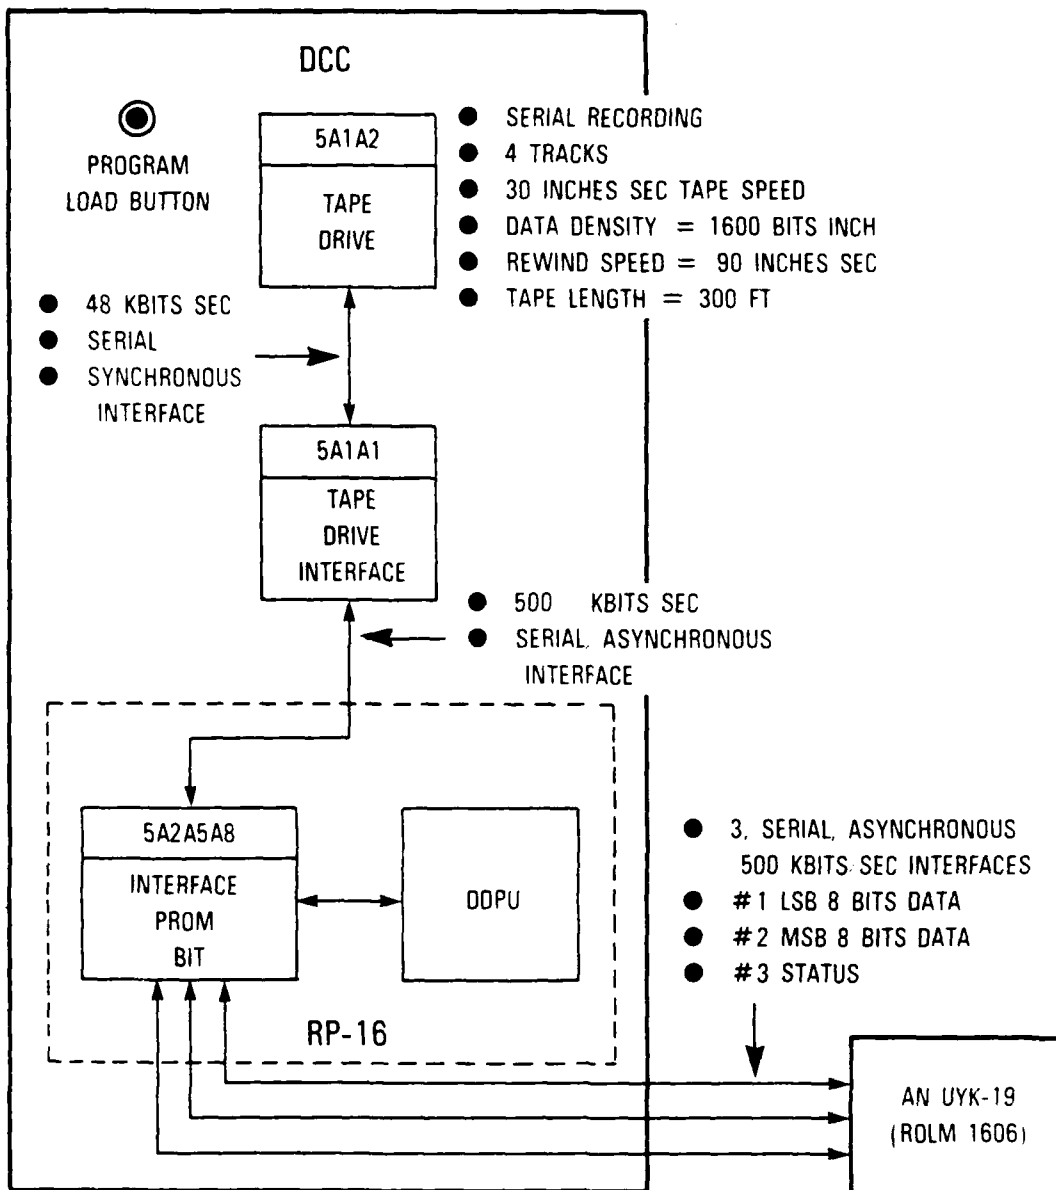 DCC
PROGRAM
LOAD BUTTON
5A1A2
TAPE
DRIVE
● SERIAL RECORDING
● 4 TRACKS
● 30 INCHES SEC TAPE SPEED
● DATA DENSITY = 1600 BITS INCH
● REWIND SPEED = 90 INCHES SEC
● TAPE LENGTH = 300 FT
● 48 KBITS SEC
● SERIAL
● SYNCHRONOUS
INTERFACE
5A1A1
TAPE
DRIVE
INTERFACE
● 500 KBITS SEC
● SERIAL, ASYNCHRONOUS
INTERFACE
5A2A5A8
INTERFACE
PROM
BIT
DDPU
RP-16
● 3, SERIAL, ASYNCHRONOUS
500 KBITS SEC INTERFACES
● #1 LSB 8 BITS DATA
● #2 MSB 8 BITS DATA
● #3 STATUS
AN UYK-19
(ROLM 1606)